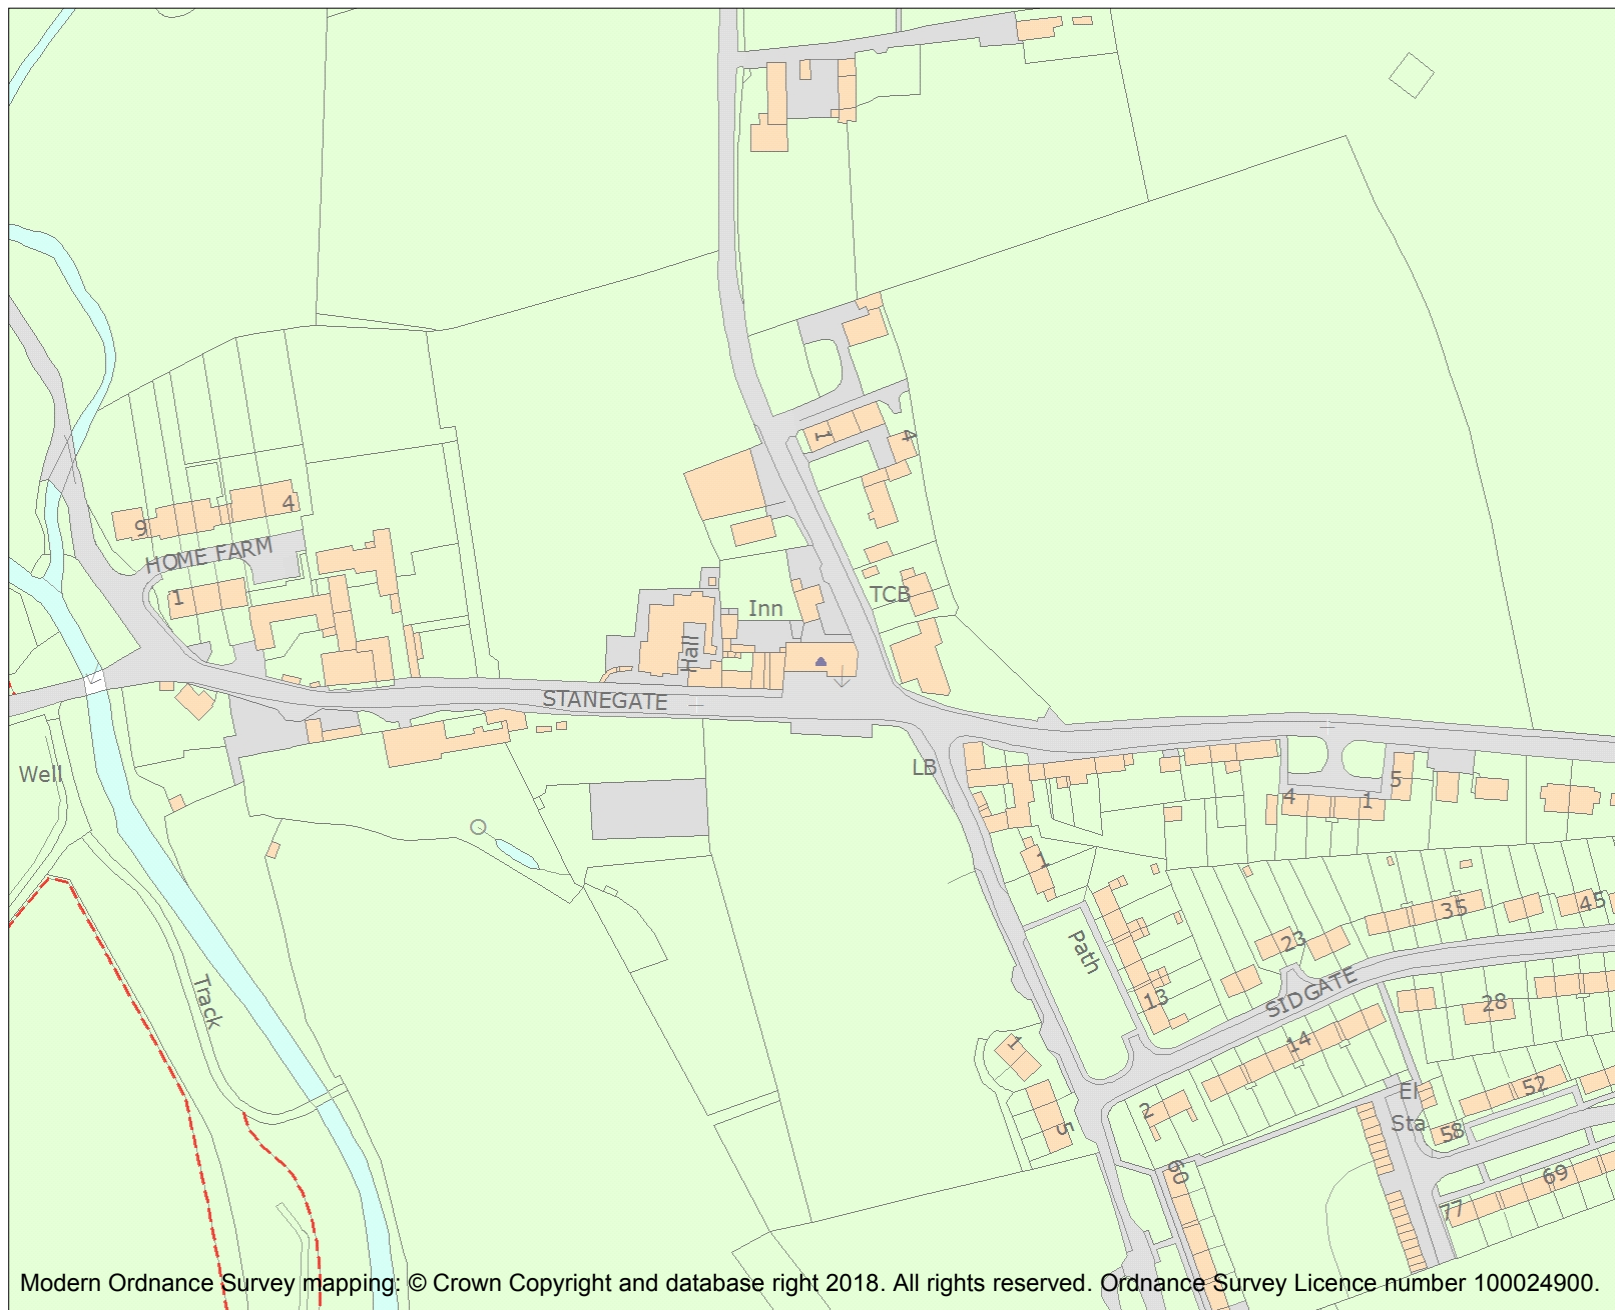 1
4
4
9
HOME FARM
1
Inn
TCB
Hall
STANEGATE
Well
LB
5
4
1
1
35
45
23
Path
Track
13
SIDGATE
28
14
1
El
Sta
52
2
5
58
60
69
77
Modern Ordnance Survey mapping: © Crown Copyright and database right 2018. All rights reserved. Ordnance Survey Licence number 100024900.